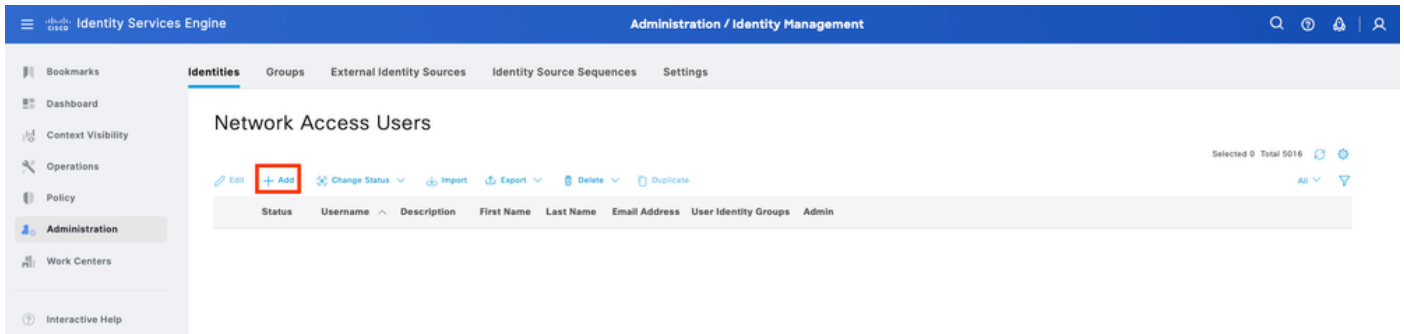 cisco Identity Services Engine
Administration / Identity Management
Bookmarks
Dashboard
Context Visibility
Operations
Policy
Administration
Work Centers
Interactive Help
Identities Groups External Identity Sources Identity Source Sequences Settings
Network Access Users
Selected 0 Total 5016
Edit Add Change Status Import Export Delete Duplicate All
Status Username Description First Name Last Name Email Address User Identity Groups Admin